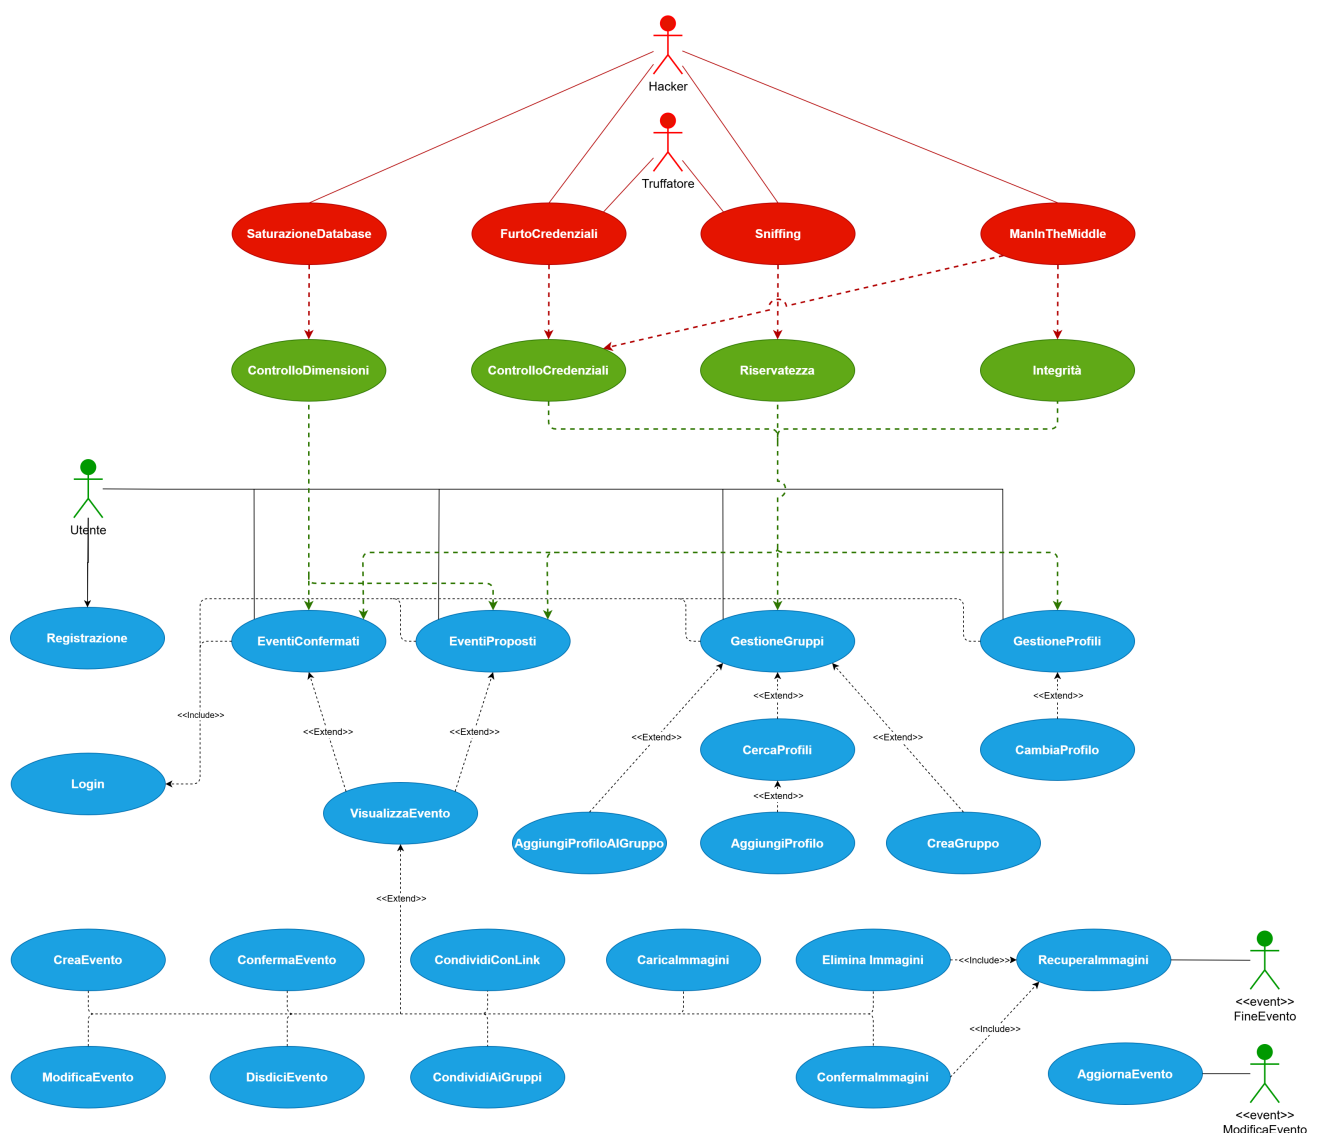 Hacker
Truffatore
SaturazioneDatabase
FurtoCredenziali
Sniffing
ManInTheMiddle
ControlloDimensioni
ControlloCredenziali
Riservatezza
Integrità
Utente
Registrazione
EventiConfermati
EventiProposti
GestioneGruppi
GestioneProfili
<<Extend>>
<<Extend>>
<<Include>>
<<Extend>>
<<Extend>>
<<Extend>>
<<Extend>>
CercaProfili
CambiaProfilo
Login
<<Extend>>
VisualizzaEvento
AggiungiProfiloAlGruppo
AggiungiProfilo
CreaGruppo
<<Extend>>
CreaEvento
ConfermaEvento
CondividiConLink
CaricaImmagini
Elimina Immagini
<<Include>>
RecuperaImmagini
<<event>>
FineEvento
<<Include>>
ModificaEvento
DisdiciEvento
CondividiAiGruppi
ConfermaImmagini
AggiornaEvento
<<event>>
ModificaEvento